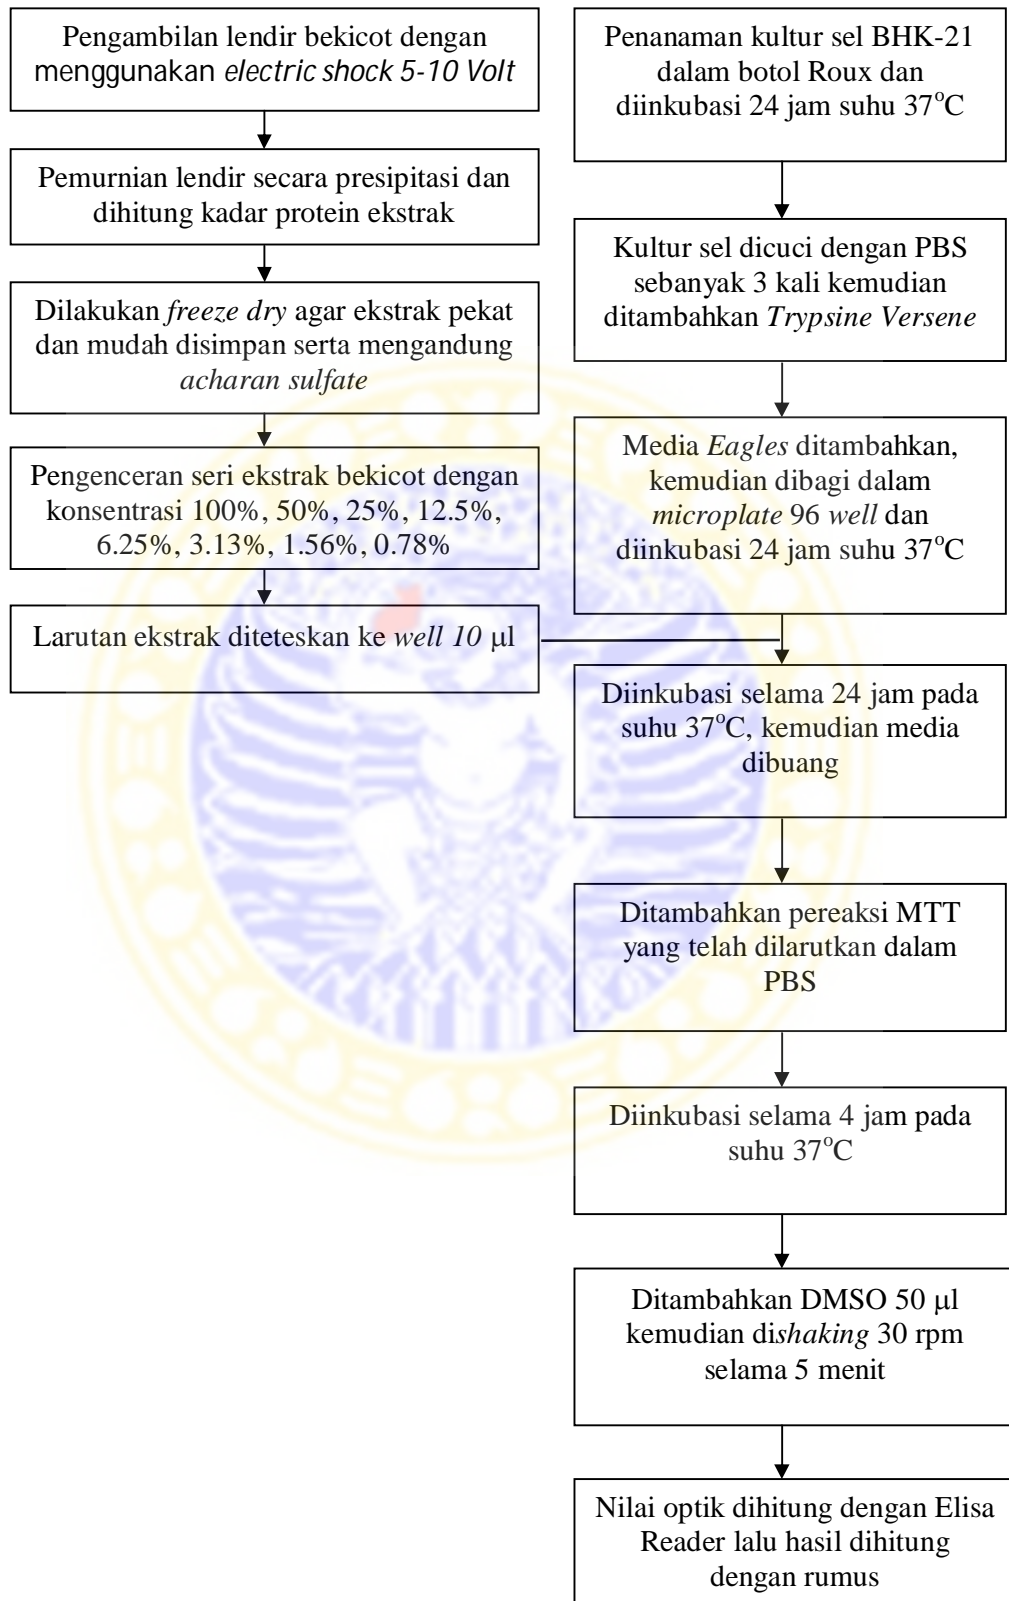 Pengambilan lendir bekicot dengan
menggunakan electric shock 5-10 Volt
Pemurnian lendir secara presipitasi dan
dihitung kadar protein ekstrak
Dilakukan freeze dry agar ekstrak pekat
dan mudah disimpan serta mengandung
acharan sulfate
Pengenceran seri ekstrak bekicot dengan
konsentrasi 100%, 50%, 25%, 12.5%,
6.25%, 3.13%, 1.56%, 0.78%
Larutan ekstrak diteteskan ke well 10 µl
Penanaman kultur sel BHK-21
dalam botol Roux dan
diinkubasi 24 jam suhu 37°C
Kultur sel dicuci dengan PBS
sebanyak 3 kali kemudian
ditambahkan Trypsine Versene
Media Eagles ditambahkan,
kemudian dibagi dalam
microplate 96 well dan
diinkubasi 24 jam suhu 37°C
Diinkubasi selama 24 jam pada
suhu 37°C, kemudian media
dibuang
Ditambahkan pereaksi MTT
yang telah dilarutkan dalam
PBS
Diinkubasi selama 4 jam pada
suhu 37°C
Ditambahkan DMSO 50 µl
kemudian dishaking 30 rpm
selama 5 menit
Nilai optik dihitung dengan Elisa
Reader lalu hasil dihitung
dengan rumus